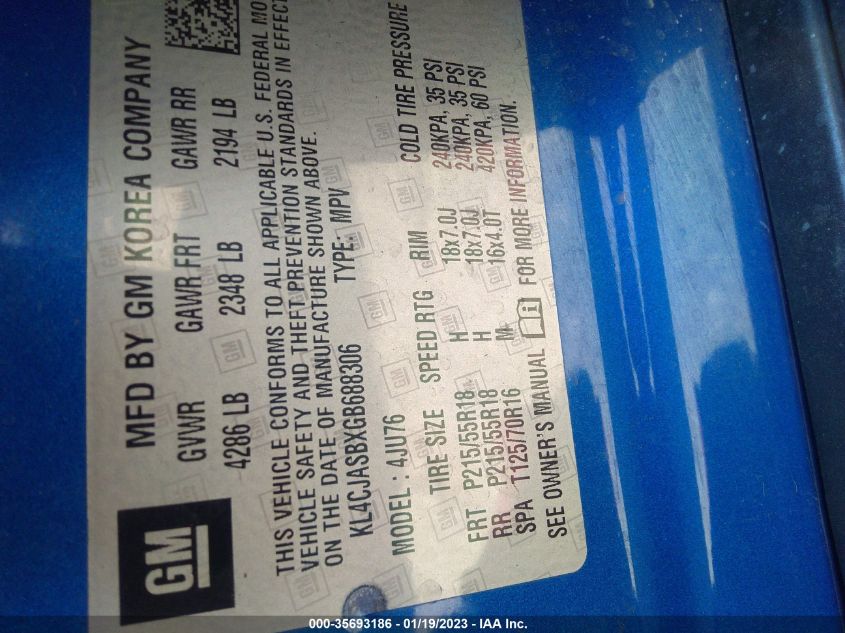 GM
MFD BY GM KOREA COMPANY
GVWR GAWR FRT GAWR RR
4286 LB 2348 LB 2194 LB
THIS VEHICLE CONFORMS TO ALL APPLICABLE U.S. FEDERAL MO
VEHICLE SAFETY AND THEFT PREVENTION STANDARDS IN EFFECT
ON THE DATE OF MANUFACTURE SHOWN ABOVE.
KL4CJASBXGB688306 TYPE: MPV
MODEL : 4JU76
TIRE SIZE SPEED RTG RIM COLD TIRE PRESSURE
FRT P215/55R18 H 18x7.0J 240KPA, 35 PSI
RR P215/55R18 H 18x7.0J 240KPA, 35 PSI
SPA T125/70R16 M 16x4.0T 420KPA, 60 PSI
SEE OWNER'S MANUAL FOR MORE INFORMATION.
000-35693186 - 01/19/2023 - IAA Inc.